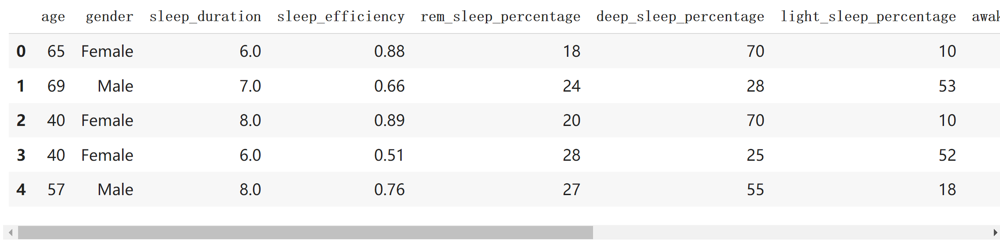 age gender sleep_duration sleep_efficiency rem_sleep_percentage deep_sleep_percentage light_sleep_percentage awak
0 65 Female 6.0 0.88 18 70 10
1 69 Male 7.0 0.66 24 28 53
2 40 Female 8.0 0.89 20 70 10
3 40 Female 6.0 0.51 28 25 52
4 57 Male 8.0 0.76 27 55 18